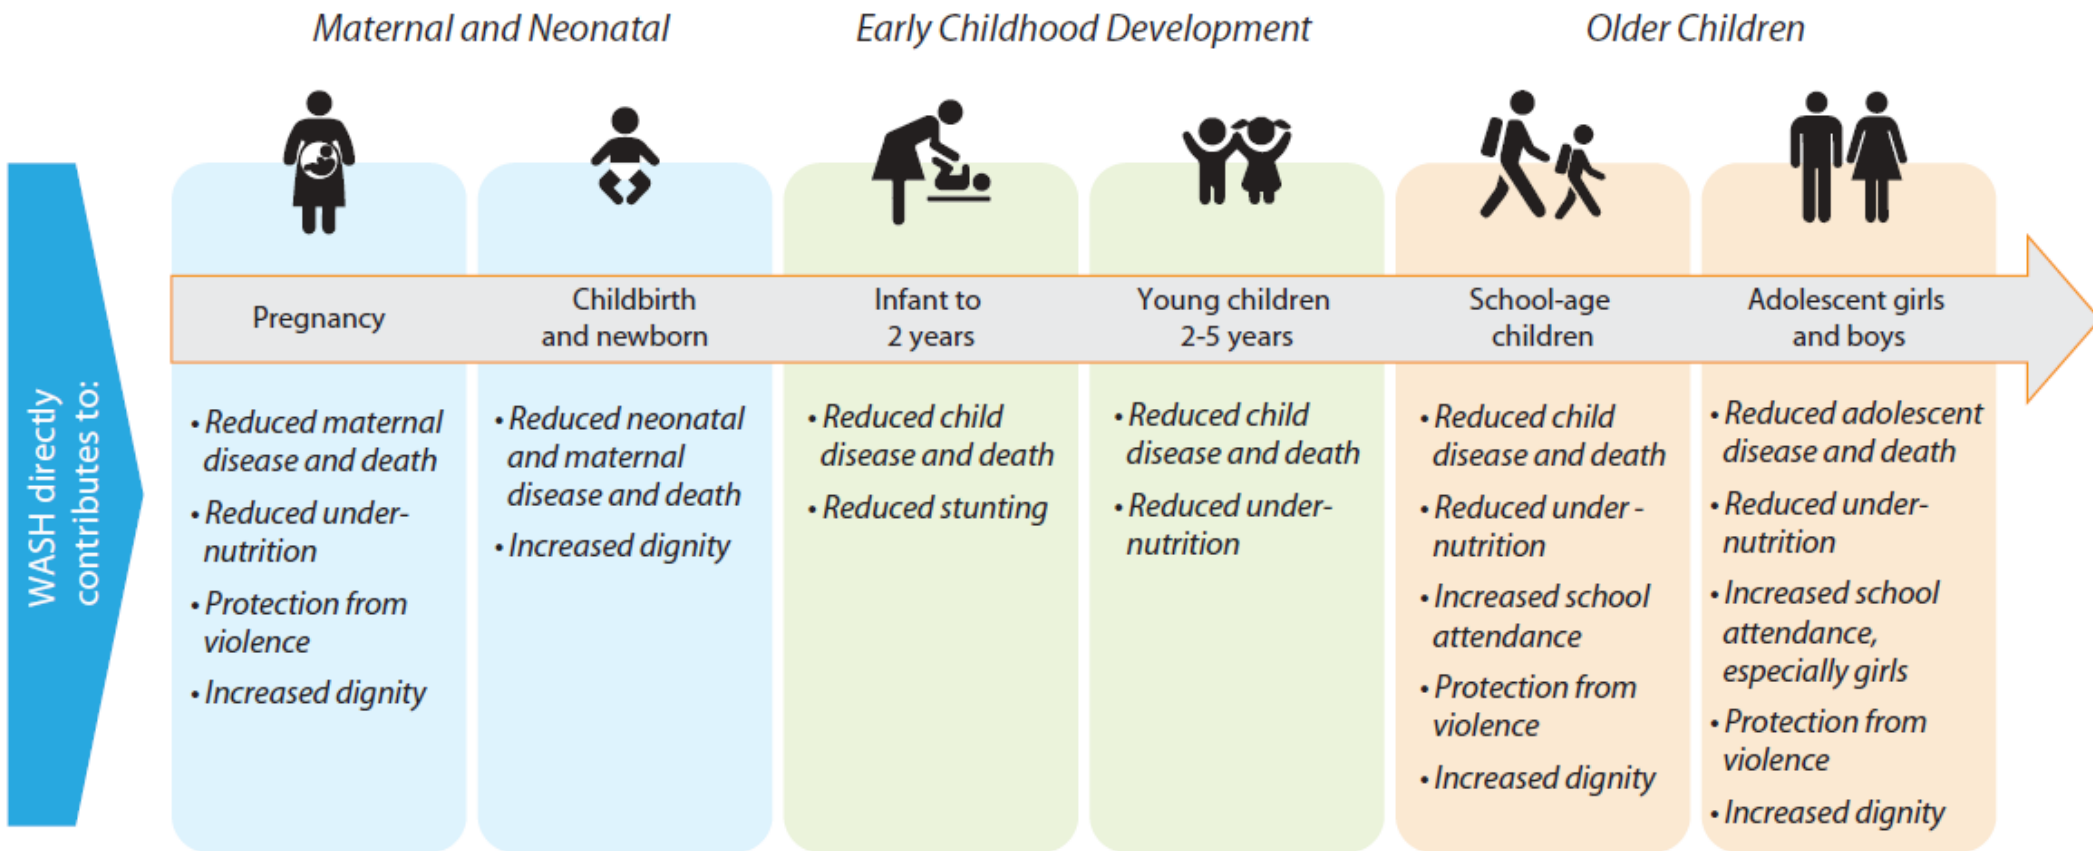 Maternal and Neonatal
Early Childhood Development
Older Children
WASH directly
contributes to:
Pregnancy
• Reduced maternal
disease and death
• Reduced under-
nutrition
• Protection from
violence
• Increased dignity
Childbirth
and newborn
• Reduced neonatal
and maternal
disease and death
• Increased dignity
Infant to
2 years
• Reduced child
disease and death
• Reduced stunting
Young children
2-5 years
• Reduced child
disease and death
• Reduced under-
nutrition
School-age
children
• Reduced child
disease and death
• Reduced under -
nutrition
• Increased school
attendance
• Protection from
violence
• Increased dignity
Adolescent girls
and boys
• Reduced adolescent
disease and death
• Reduced under-
nutrition
• Increased school
attendance,
especially girls
• Protection from
violence
• Increased dignity